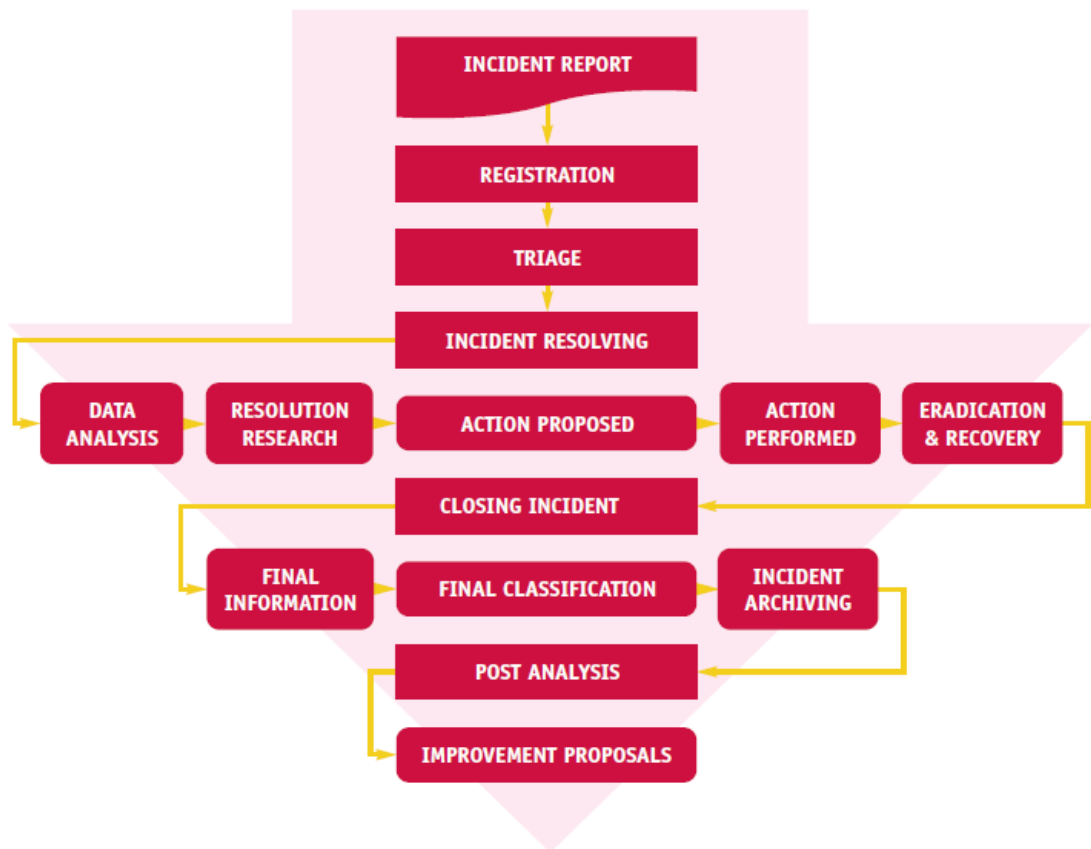 INCIDENT REPORT
REGISTRATION
TRIAGE
INCIDENT RESOLVING
DATA
ANALYSIS
RESOLUTION
RESEARCH
ACTION PROPOSED
ACTION
PERFORMED
ERADICATION
& RECOVERY
CLOSING INCIDENT
FINAL
INFORMATION
FINAL CLASSIFICATION
INCIDENT
ARCHIVING
POST ANALYSIS
IMPROVEMENT PROPOSALS